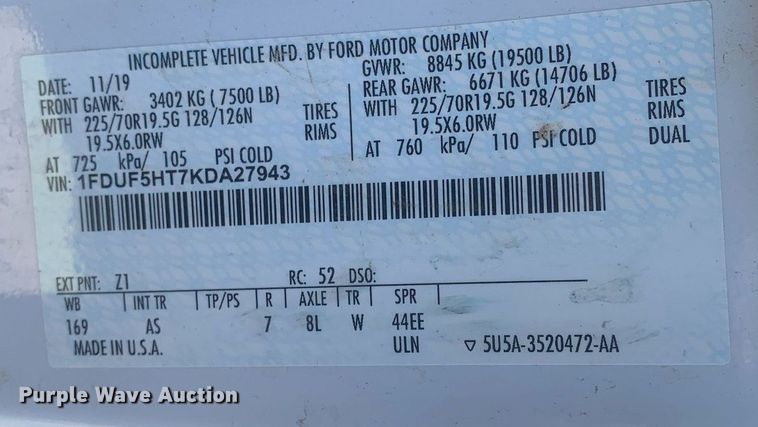 INCOMPLETE VEHICLE MFD. BY FORD MOTOR COMPANY
DATE: 11/19 GVWR: 8845 KG (19500 LB)
FRONT GAWR: 3402 KG ( 7500 LB) REAR GAWR: 6671 KG (14706 LB)
WITH 225/70R19.5G 128/126N TIRES WITH 225/70R19.5G 128/126N TIRES
19.5X6.0RW RIMS 19.5X6.0RW RIMS
AT 725 kPa/ 105 PSI COLD AT 760 kPa/ 110 PSI COLD DUAL
VIN: 1FDUF5HT7KDA27943
EXT PNT: Z1 RC: 52 DSO:
WB INT TR TP/PS R AXLE TR SPR
169 AS 7 8L W 44EE
MADE IN U.S.A. ULN ▽ 5U5A-3520472-AA
Purple Wave Auction